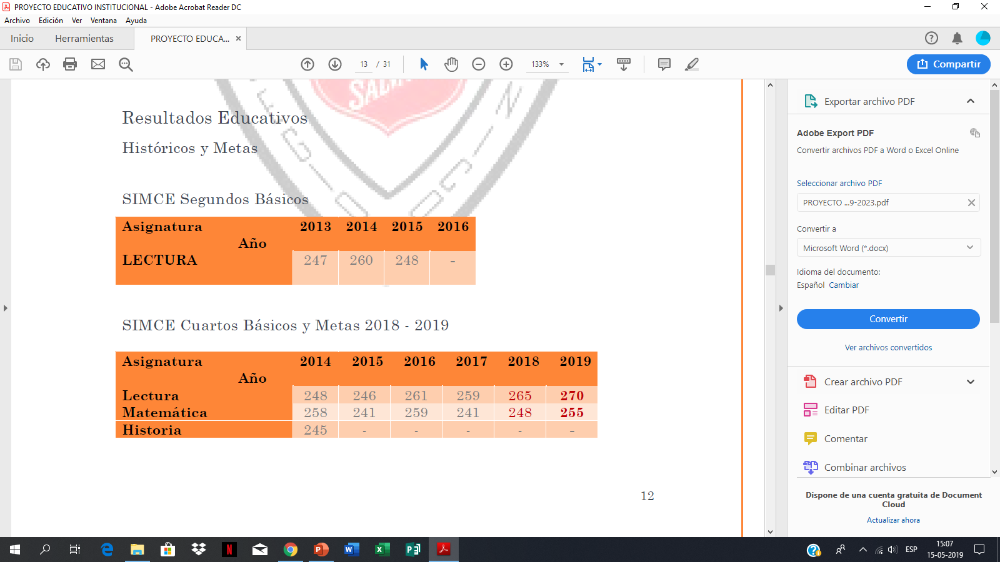 PROYECTO EDUCATIVO INSTITUCIONAL - Adobe Acrobat Reader DC
Archivo Edición Ver Ventana Ayuda
Inicio Herramientas PROYECTO EDUCA... ×
13 / 31 133% Compartir
Resultados Educativos
Históricos y Metas
SIMCE Segundos Básicos
Asignatura 2013 2014 2015 2016
Año
LECTURA 247 260 248 -
SIMCE Cuartos Básicos y Metas 2018 - 2019
Asignatura 2014 2015 2016 2017 2018 2019
Año
Lectura 248 246 261 259 265 270
Matemática 258 241 259 241 248 255
Historia 245 - - - - -
12
Exportar archivo PDF
Adobe Export PDF
Convertir archivos PDF a Word o Excel Online
Seleccionar archivo PDF
PROYECTO ...9-2023.pdf
Convertir a
Microsoft Word (*.docx)
Idioma del documento:
Español Cambiar
Convertir
Ver archivos convertidos
Crear archivo PDF
Editar PDF
Comentar
Combinar archivos
Dispone de una cuenta gratuita de Document
Cloud
Actualizar ahora
ESP 15:07
15-05-2019